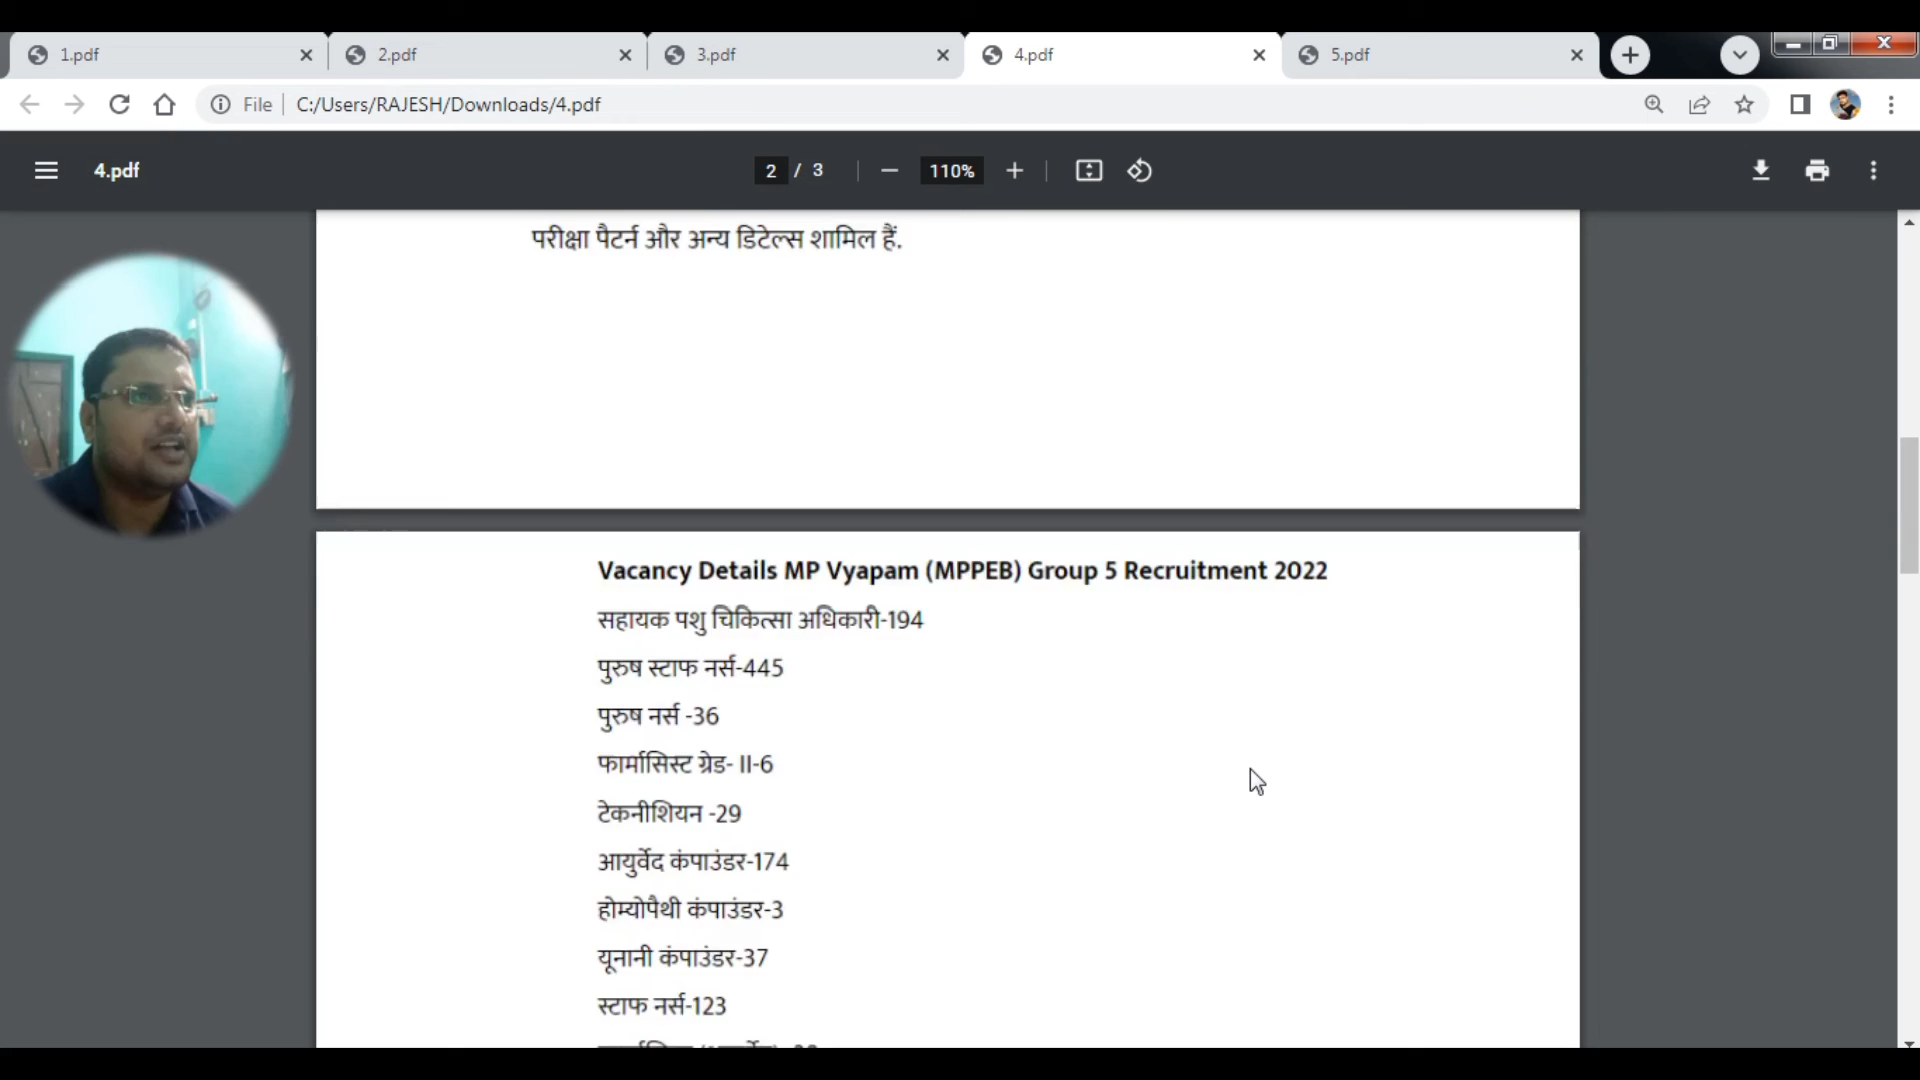 1.pdf
2.pdf
3.pdf
4.pdf
5.pdf
File
C:/Users/RAJESH/Downloads/4.pdf
4.pdf
2 / 3
110%
परीक्षा पैटर्न और अन्य डिटेल्स शामिल हैं.
Vacancy Details MP Vyapam (MPPEB) Group 5 Recruitment 2022
सहायक पशु चिकित्सा अधिकारी-194
पुरुष स्टाफ नर्स-445
पुरुष नर्स -36
फार्मासिस्ट ग्रेड- II-6
टेकनीशियन -29
आयुर्वेद कंपाउंडर-174
होम्योपैथी कंपाउंडर-3
यूनानी कंपाउंडर-37
स्टाफ नर्स-123